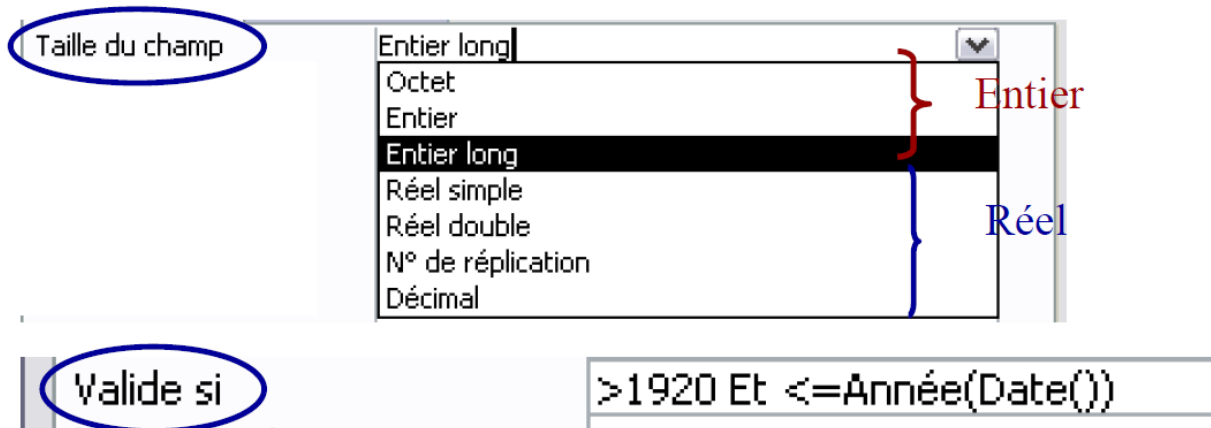 Taille du champ Entier long
Octet
Entier
Entier
Entier long
Réel simple
Réel double
Réel
N° de réplication
Décimal
Valide si >1920 Et <=Année(Date())